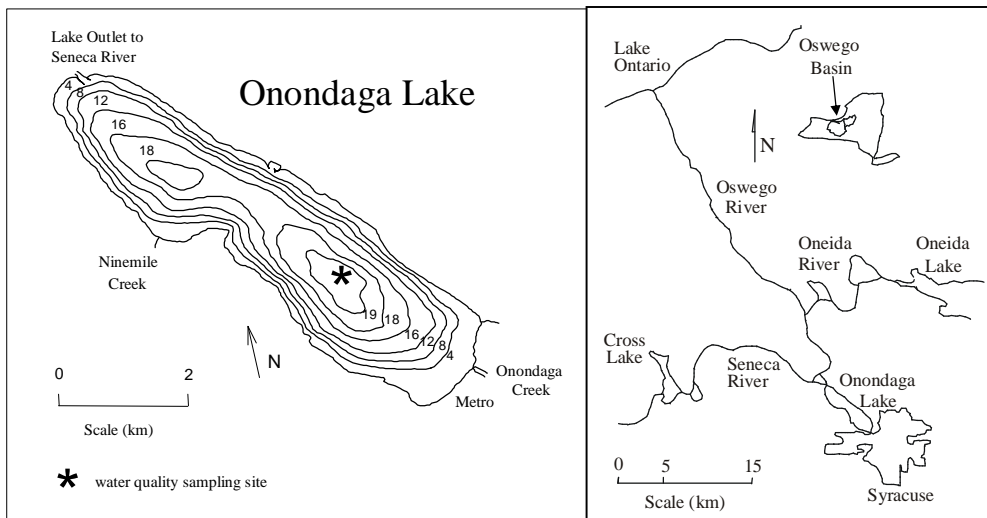 Lake Outlet to
Seneca River
Onondaga Lake
4
8
12
16
18
Ninemile
Creek
19
18
16
12
8
4
N
Onondaga
Creek
Metro
0 2
Scale (km)
* water quality sampling site
Lake
Ontario
Oswego
Basin
N
Oswego
River
Oneida
River
Oneida
Lake
Cross
Lake
Seneca
River
Onondaga
Lake
0 5 15
Scale (km)
Syracuse